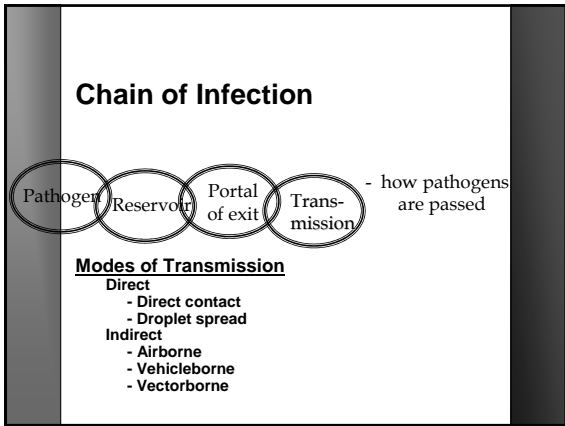 Chain of Infection
Pathogen
Reservoir
Portal
of exit
Trans-
mission
- how pathogens
are passed
Modes of Transmission
Direct
- Direct contact
- Droplet spread
Indirect
- Airborne
- Vehicleborne
- Vectorborne